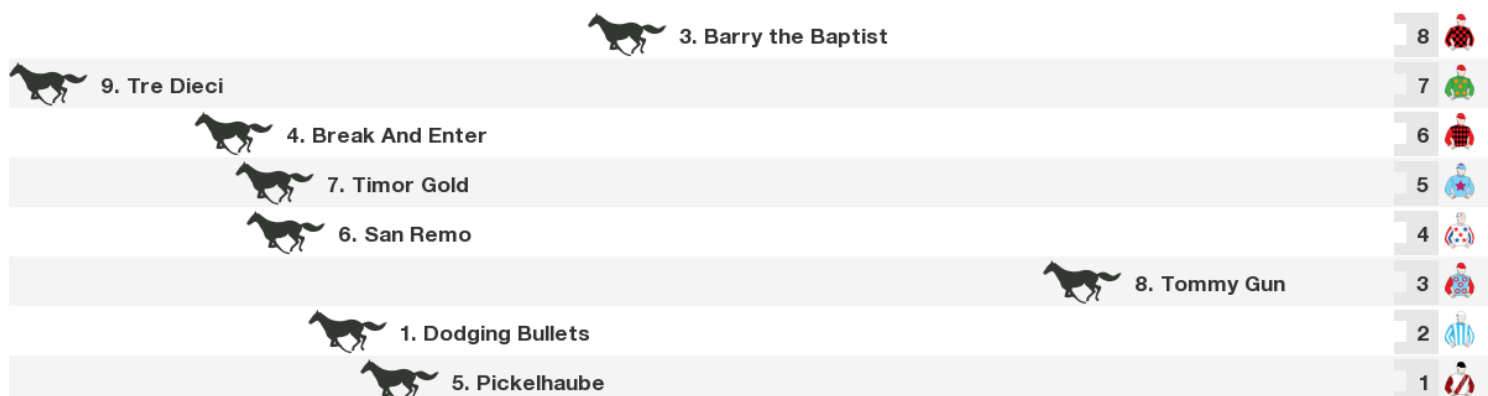 3. Barry the Baptist 8
9. Tre Dieci 7
4. Break And Enter 6
7. Timor Gold 5
6. San Remo 4
8. Tommy Gun 3
1. Dodging Bullets 2
5. Pickelhaube 1